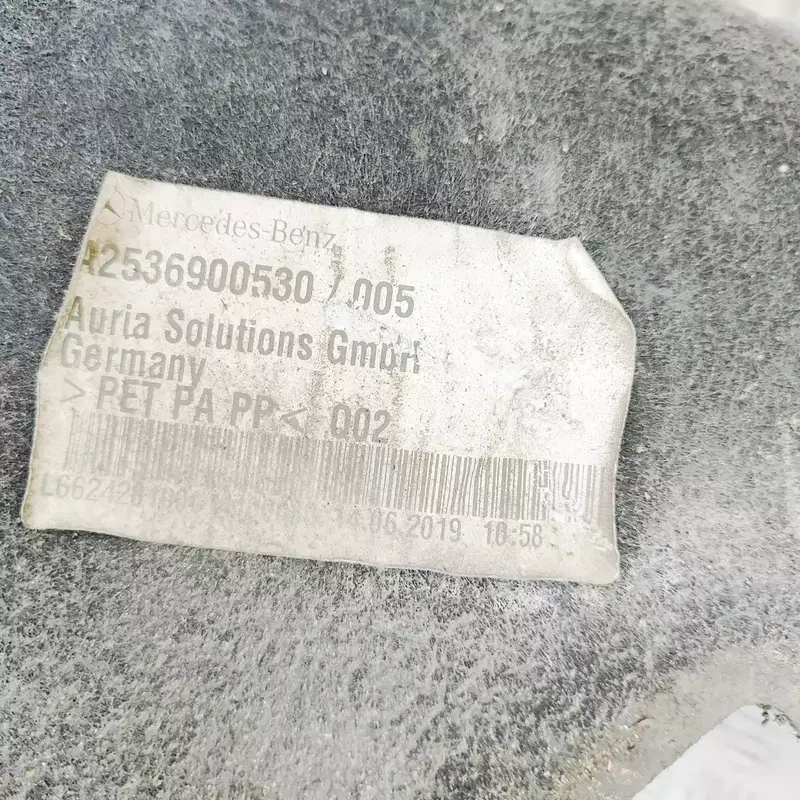 Mercedes-Benz
A2536900530 / 005
Auria Solutions GmbH
Germany
> PET PA PP < Q02
14.06.2019 10:58